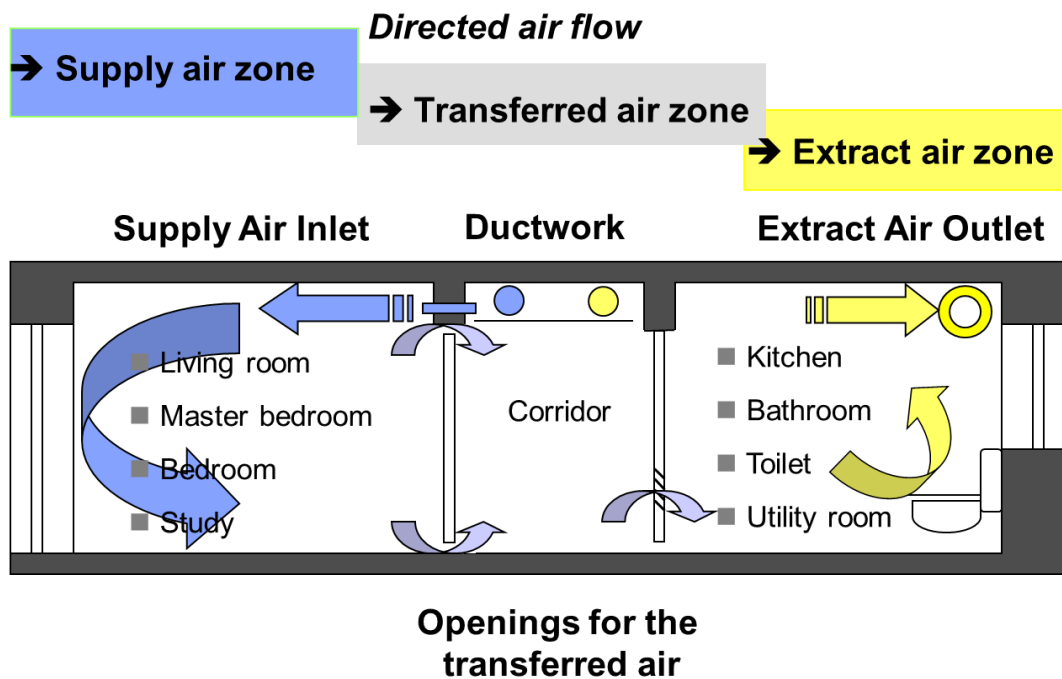 Directed air flow
➔ Supply air zone
➔ Transferred air zone
➔ Extract air zone
Supply Air Inlet
Ductwork
Extract Air Outlet
Living room
Master bedroom
Bedroom
Study
Corridor
Kitchen
Bathroom
Toilet
Utility room
Openings for the
transferred air